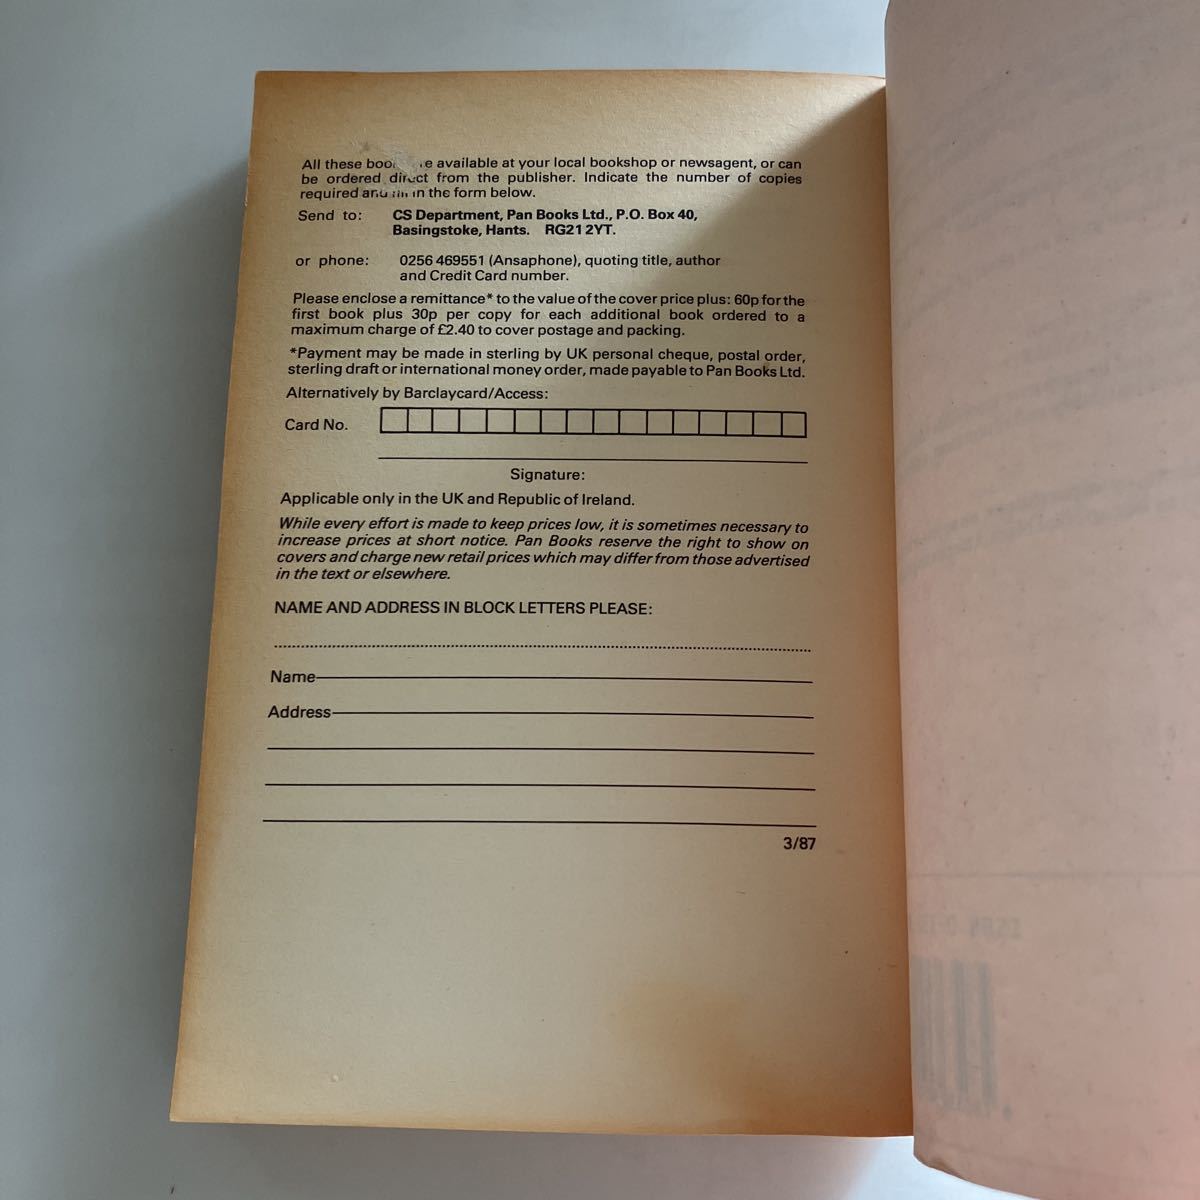 All these boo e available at your local bookshop or newsagent, or can
be ordered direct from the publisher. Indicate the number of copies
required and fill in the form below.
Send to: CS Department, Pan Books Ltd., P.O. Box 40,
Basingstoke, Hants. RG21 2YT.
or phone: 0256 469551 (Ansaphone), quoting title, author
and Credit Card number.
Please enclose a remittance* to the value of the cover price plus: 60p for the
first book plus 30p per copy for each additional book ordered to a
maximum charge of £2.40 to cover postage and packing.
*Payment may be made in sterling by UK personal cheque, postal order,
sterling draft or international money order, made payable to Pan Books Ltd.
Alternatively by Barclaycard/Access:
Card No.
Signature:
Applicable only in the UK and Republic of Ireland.
While every effort is made to keep prices low, it is sometimes necessary to
increase prices at short notice. Pan Books reserve the right to show on
covers and charge new retail prices which may differ from those advertised
in the text or elsewhere.
NAME AND ADDRESS IN BLOCK LETTERS PLEASE:
Name
Address
3/87
ISBN